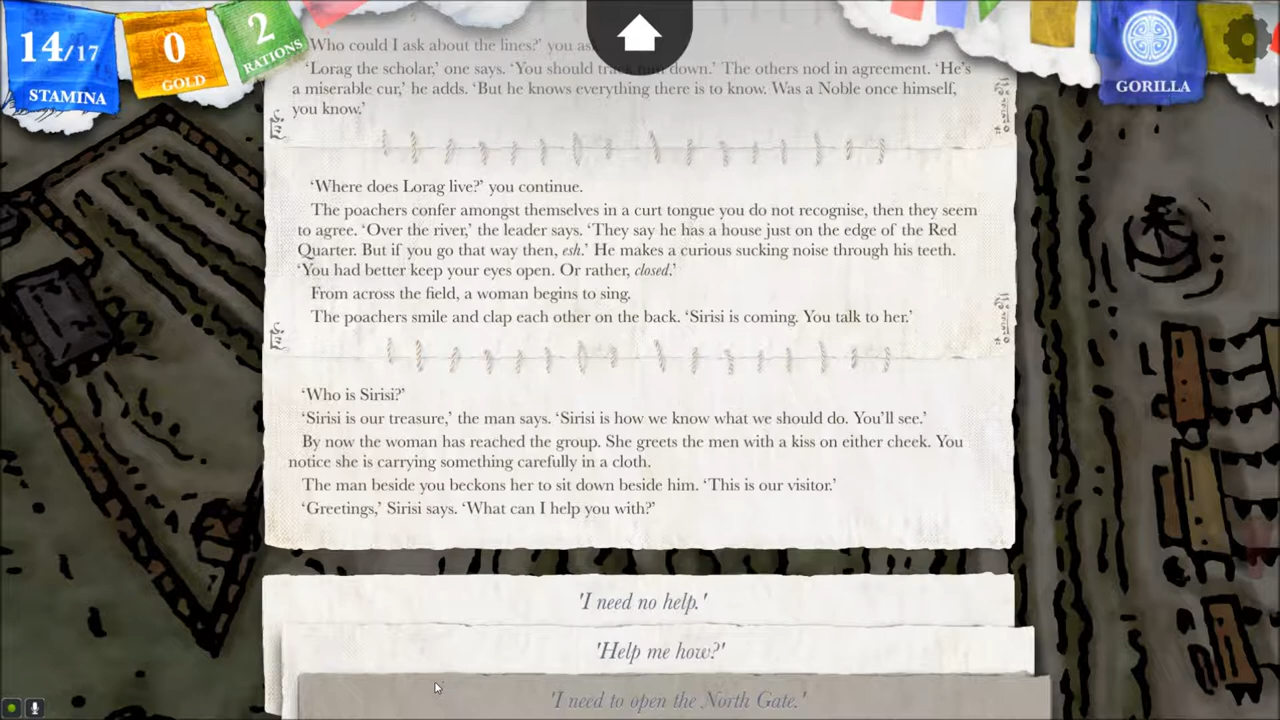 14/17
STAMINA
0
GOLD
2
RATIONS
GORILLA
'Who could I ask about the lines?' you as
'Lorag the scholar,' one says. 'You should track him down.' The others nod in agreement. 'He's
a miserable cur,' he adds. 'But he knows everything there is to know. Was a Noble once himself,
you know.'
'Where does Lorag live?' you continue.
The poachers confer amongst themselves in a curt tongue you do not recognise, then they seem
to agree. 'Over the river,' the leader says. 'They say he has a house just on the edge of the Red
Quarter. But if you go that way then, esh.' He makes a curious sucking noise through his teeth.
'You had better keep your eyes open. Or rather, closed.'
From across the field, a woman begins to sing.
The poachers smile and clap each other on the back. 'Sirisi is coming. You talk to her.'
'Who is Sirisi?'
'Sirisi is our treasure,' the man says. 'Sirisi is how we know what we should do. You'll see.'
By now the woman has reached the group. She greets the men with a kiss on either cheek. You
notice she is carrying something carefully in a cloth.
The man beside you beckons her to sit down beside him. 'This is our visitor.'
'Greetings,' Sirisi says. 'What can I help you with?'
'I need no help.'
'Help me how?'
'I need to open the North Gate.'